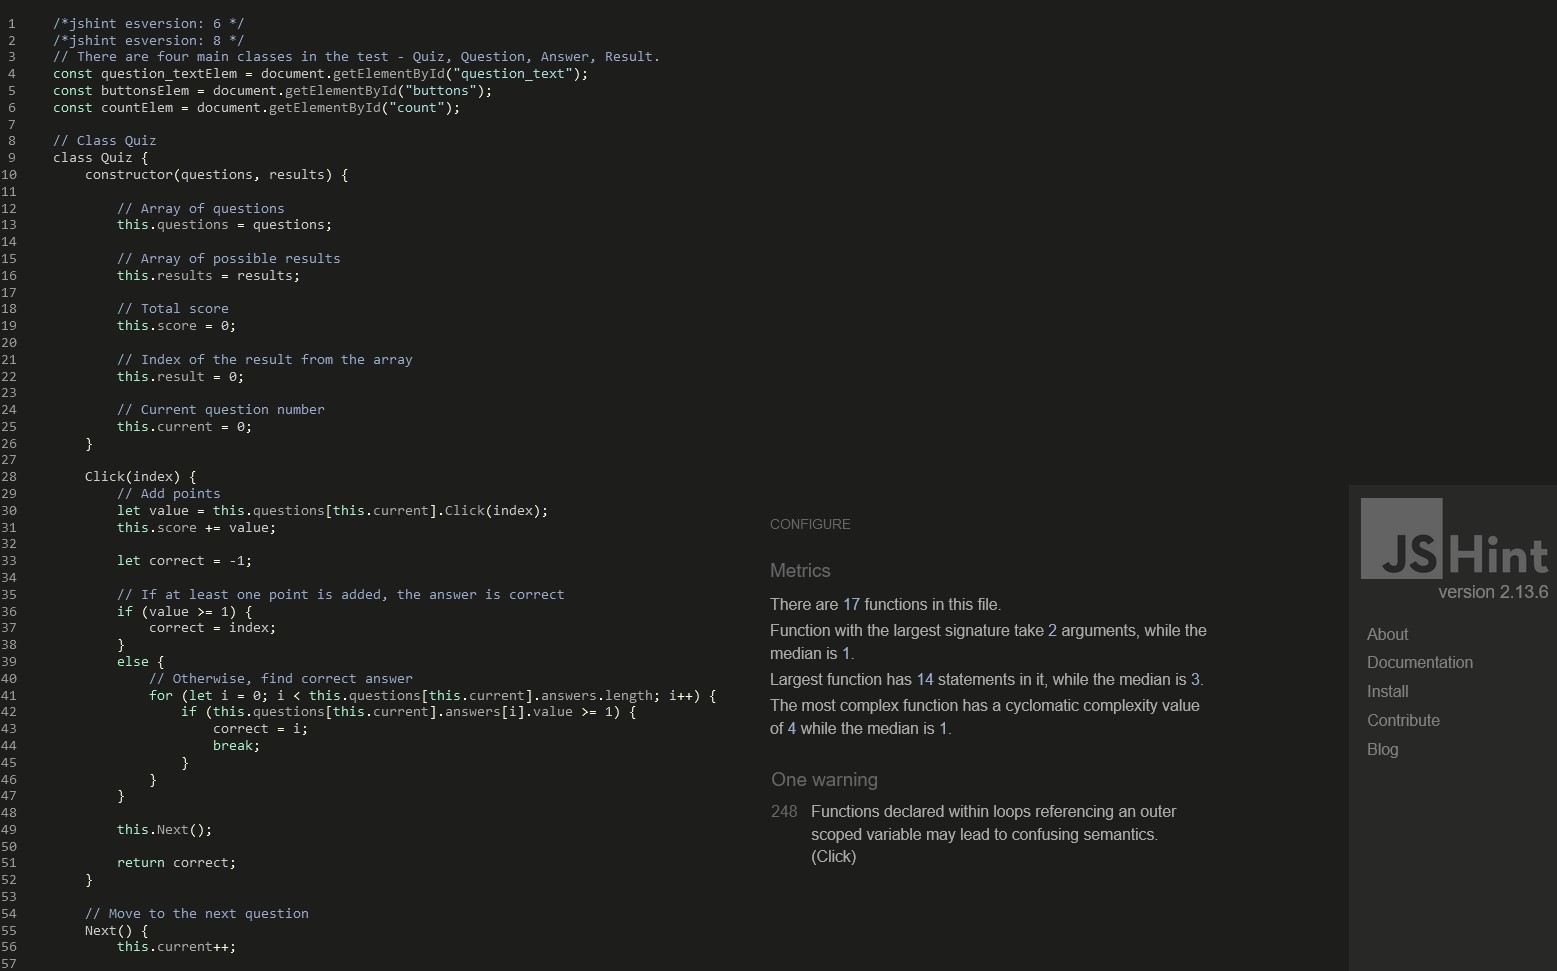 1 /*jshint esversion: 6 */
2 /*jshint esversion: 8 */
3 // There are four main classes in the test - Quiz, Question, Answer, Result.
4 const question_textElem = document.getElementById("question_text");
5 const buttonsElem = document.getElementById("buttons");
6 const countElem = document.getElementById("count");
7
8 // Class Quiz
9 class Quiz {
10 constructor(questions, results) {
11
12 // Array of questions
13 this.questions = questions;
14
15 // Array of possible results
16 this.results = results;
17
18 // Total score
19 this.score = 0;
20
21 // Index of the result from the array
22 this.result = 0;
23
24 // Current question number
25 this.current = 0;
26 }
27
28 Click(index) {
29 // Add points
30 let value = this.questions[this.current].Click(index);
31 this.score += value;
32
33 let correct = -1;
34
35 // If at least one point is added, the answer is correct
36 if (value >= 1) {
37 correct = index;
38 }
39 else {
40 // Otherwise, find correct answer
41 for (let i = 0; i < this.questions[this.current].answers.length; i++) {
42 if (this.questions[this.current].answers[i].value >= 1) {
43 correct = i;
44 break;
45 }
46 }
47 }
48
49 this.Next();
50
51 return correct;
52 }
53
54 // Move to the next question
55 Next() {
56 this.current++;
57
CONFIGURE
Metrics
There are 17 functions in this file.
Function with the largest signature take 2 arguments, while the
median is 1.
Largest function has 14 statements in it, while the median is 3.
The most complex function has a cyclomatic complexity value
of 4 while the median is 1.
One warning
248 Functions declared within loops referencing an outer
scoped variable may lead to confusing semantics.
(Click)
JSHint
version 2.13.6
About
Documentation
Install
Contribute
Blog